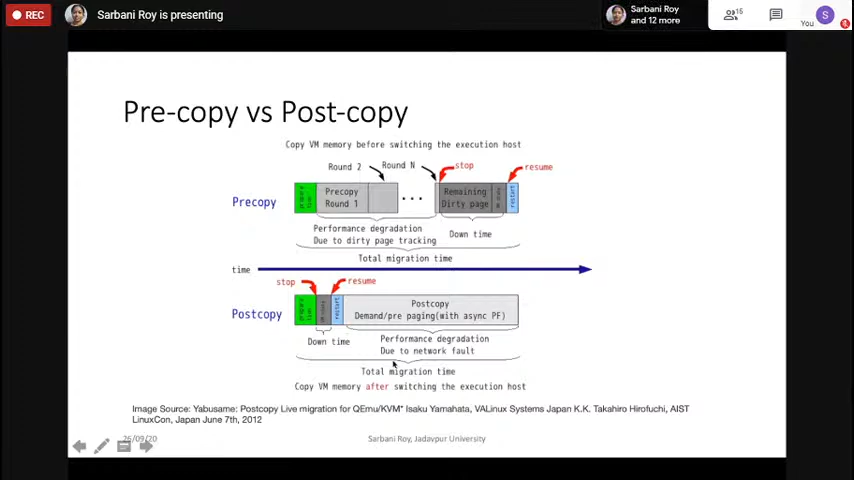 REC
Sarbani Roy is presenting
Sarbani Roy
and 12 more
15
S
You
Pre-copy vs Post-copy
Copy VM memory before switching the execution host
Round 2
Round N
stop
resume
Precopy
Precopy
Round 1
...
Remaining
Dirty page
restart
Performance degradation
Due to dirty page tracking
Down time
Total migration time
time
stop
resume
Postcopy
restart
Postcopy
Demand/pre paging(with async PF)
Down time
Performance degradation
Due to network fault
Total migration time
Copy VM memory after switching the execution host
Image Source: Yabusame: Postcopy Live migration for QEmu/KVM* Isaku Yamahata, VALinux Systems Japan K.K. Takahiro Hirofuchi, AIST
LinuxCon, Japan June 7th, 2012
Sarbani Roy, Jadavpur University